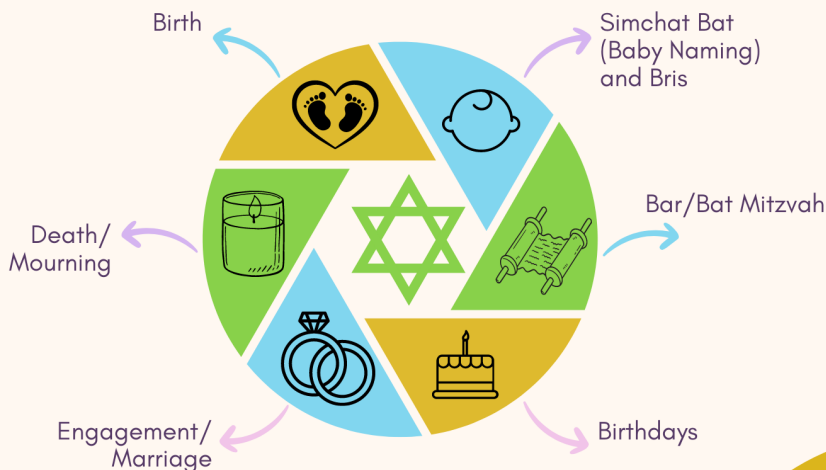 Birth
Simchat Bat
(Baby Naming)
and Bris
Bar/Bat Mitzvah
Birthdays
Engagement/
Marriage
Death/
Mourning